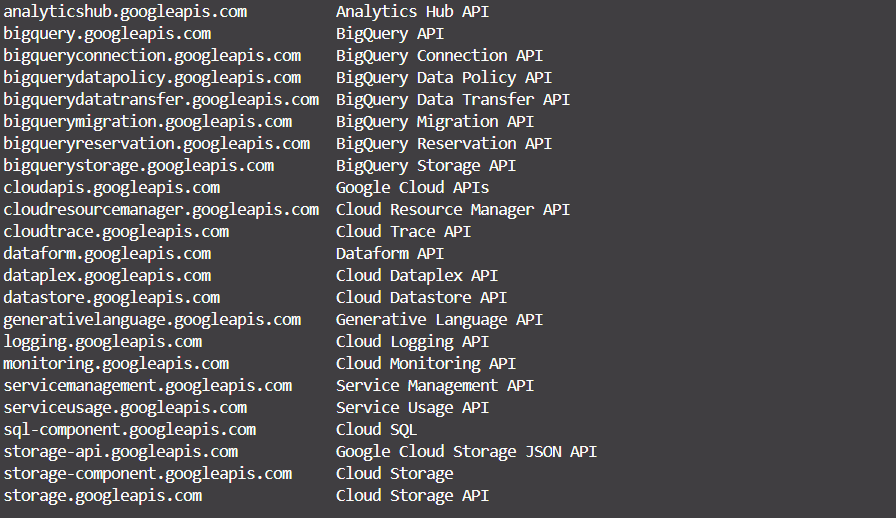 analyticshub.googleapis.com Analytics Hub API
bigquery.googleapis.com BigQuery API
bigqueryconnection.googleapis.com BigQuery Connection API
bigquerydatapolicy.googleapis.com BigQuery Data Policy API
bigquerydatatransfer.googleapis.com BigQuery Data Transfer API
bigquerymigration.googleapis.com BigQuery Migration API
bigqueryreservation.googleapis.com BigQuery Reservation API
bigquerystorage.googleapis.com BigQuery Storage API
cloudapis.googleapis.com Google Cloud APIs
cloudresourcemanager.googleapis.com Cloud Resource Manager API
cloudtrace.googleapis.com Cloud Trace API
dataform.googleapis.com Dataform API
dataplex.googleapis.com Cloud Dataplex API
datastore.googleapis.com Cloud Datastore API
generativelanguage.googleapis.com Generative Language API
logging.googleapis.com Cloud Logging API
monitoring.googleapis.com Cloud Monitoring API
servicemanagement.googleapis.com Service Management API
serviceusage.googleapis.com Service Usage API
sql-component.googleapis.com Cloud SQL
storage-api.googleapis.com Google Cloud Storage JSON API
storage-component.googleapis.com Cloud Storage
storage.googleapis.com Cloud Storage API